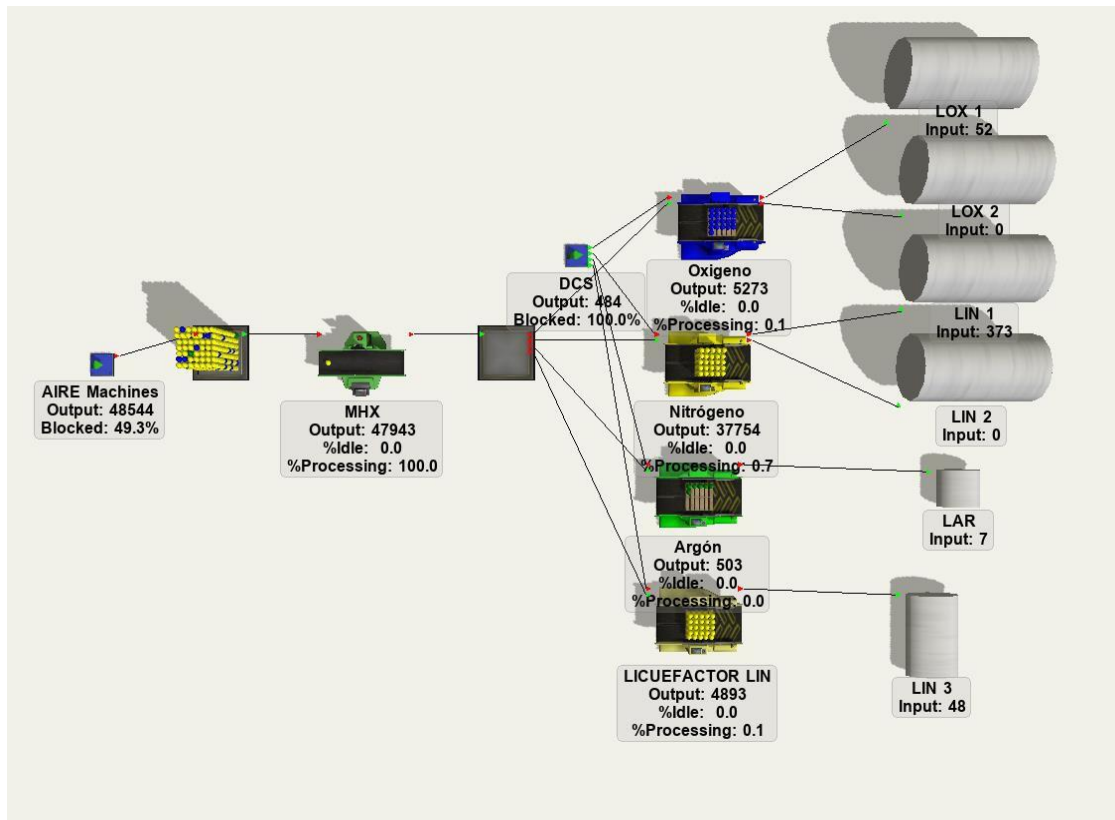 LOX 1
Input: 52
LOX 2
Input: 0
DCS
Output: 484
Blocked: 100.0%
Oxigeno
Output: 5273
%Idle: 0.0
%Processing: 0.1
LIN 1
Input: 373
AIRE Machines
Output: 48544
Blocked: 49.3%
MHX
Output: 47943
%Idle: 0.0
%Processing: 100.0
Nitrógeno
Output: 37754
%Idle: 0.0
%Processing: 0.7
LIN 2
Input: 0
LAR
Input: 7
Argón
Output: 503
%Idle: 0.0
%Processing: 0.0
LICUEFACTOR LIN
Output: 4893
%Idle: 0.0
%Processing: 0.1
LIN 3
Input: 48